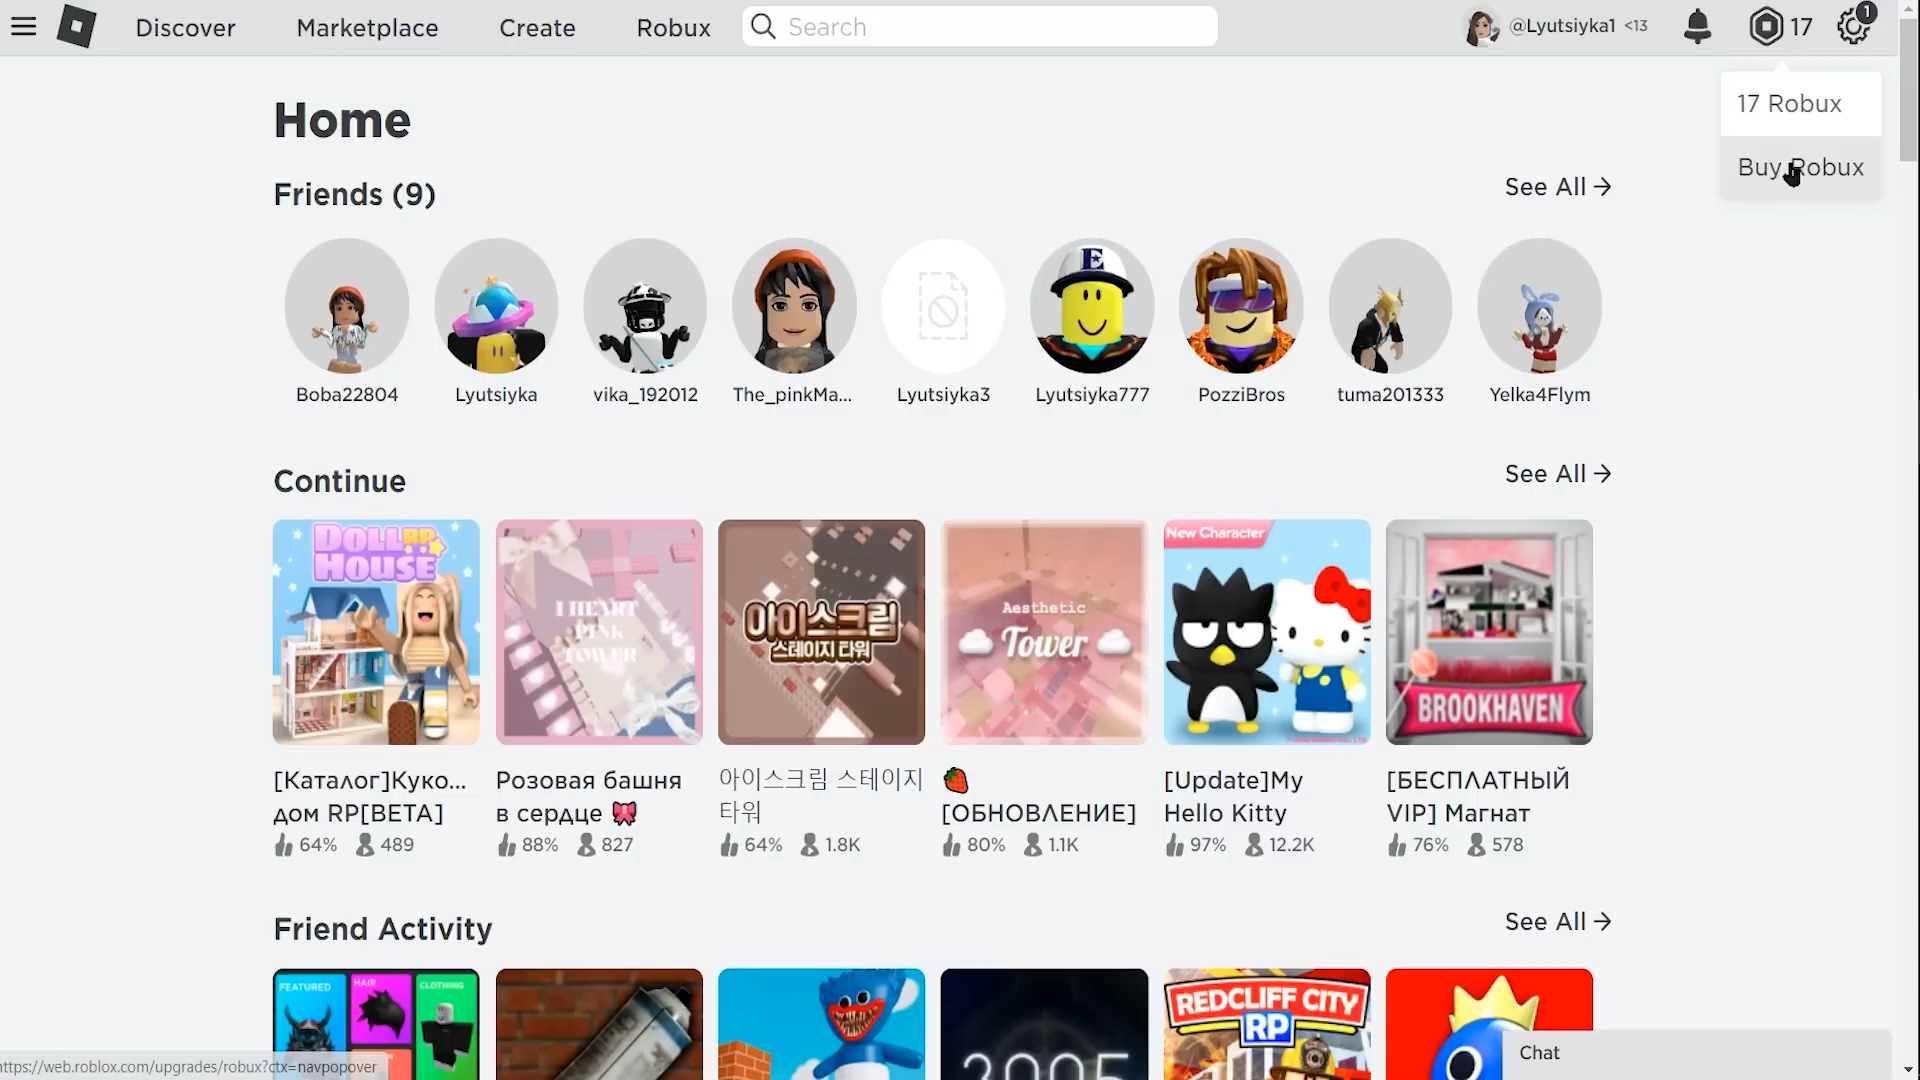 Discover
Marketplace
Create
Robux
Search
@Lyutsiyka1 <13
17
1
17 Robux
Buy Robux
Home
Friends (9)
See All
E
Boba22804
Lyutsiyka
vika_192012
The_pinkMa...
Lyutsiyka3
Lyutsiyka777
PozziBros
tuma201333
Yelka4Flym
Continue
See All
DOLL RP
HOUSE
I HEART
PINK
TOWER
아이스크림
스테이지 타워
Aesthetic
Tower
New Character
BROOKHAVEN
[Каталог]Куко...
дом RP[BETA]
64% 489
Розовая башня
в сердце 🎀
88% 827
아이스크림 스테이지
타워
64% 1.8K
🍓
[ОБНОВЛЕНИЕ]
80% 1.1K
[Update]My
Hello Kitty
97% 12.2K
[БЕСПЛАТНЫЙ
VIP] Магнат
76% 578
Friend Activity
See All
FEATURED
HAIR
CLOTHING
2005
REDCLIFF CITY
RP
Chat
https://web.roblox.com/upgrades/robux?ctx=navpopover